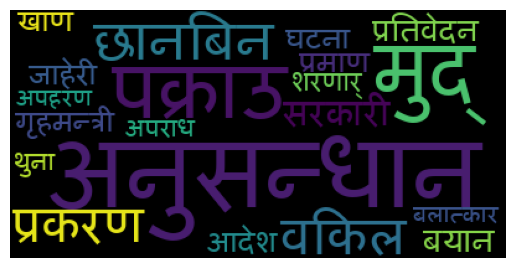 खाण
छानबिन
घटना
प्रतिवेदन
जाहेरी
पक्राउ
प्रमाण
मुद्
अपहरण
शरणार्
सरकारी
गृहमन्त्री
अपराध
थुना
अनुसन्धान
प्रकरण
आदेश
वकिल
बलात्कार
बयान